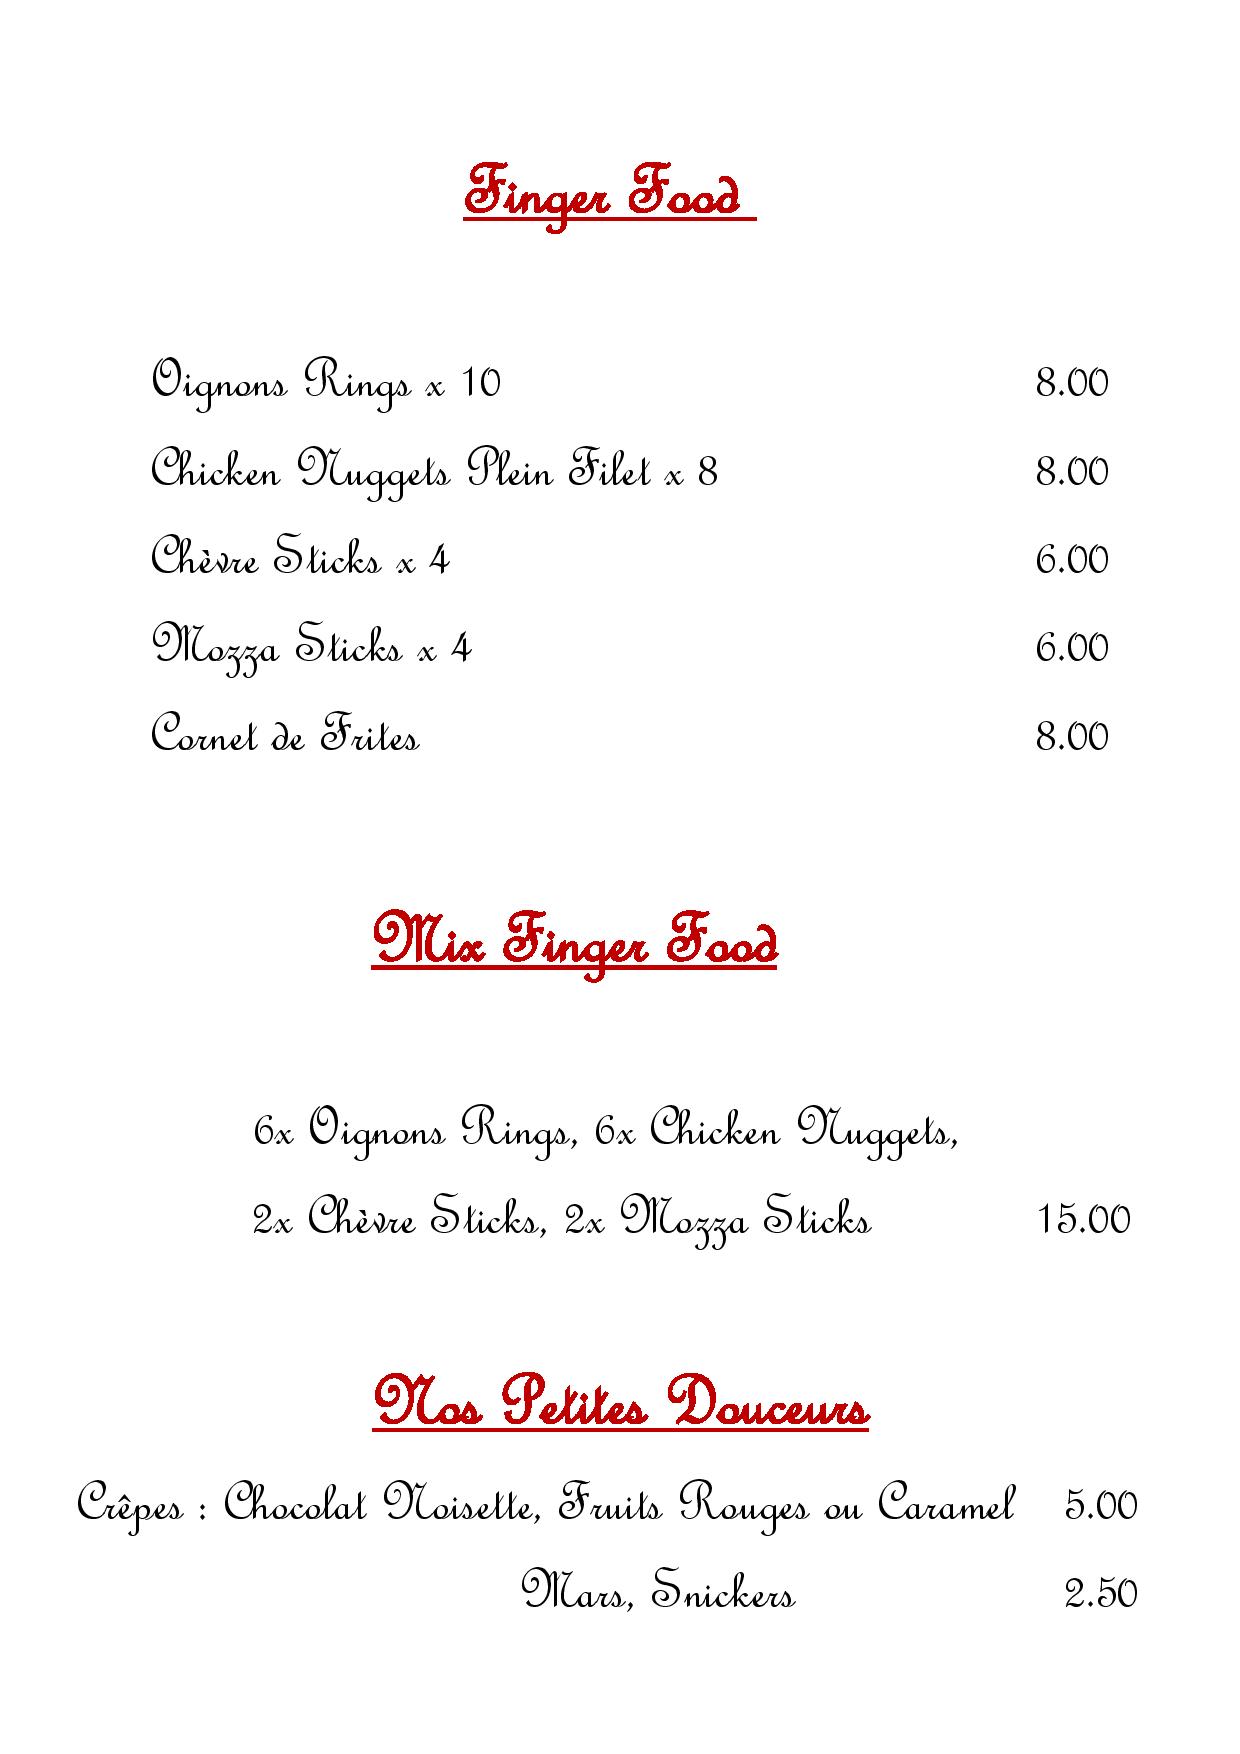 Finger Food
Oignons Rings x 10 8.00
Chicken Nuggets Plein Filet x 8 8.00
Chèvre Sticks x 4 6.00
Mozza Sticks x 4 6.00
Cornet de Frites 8.00
Mix Finger Food
6x Oignons Rings, 6x Chicken Nuggets,
2x Chèvre Sticks, 2x Mozza Sticks 15.00
Nos Petites Douceurs
Crêpes : Chocolat Noisette, Fruits Rouges ou Caramel 5.00
Mars, Snickers 2.50